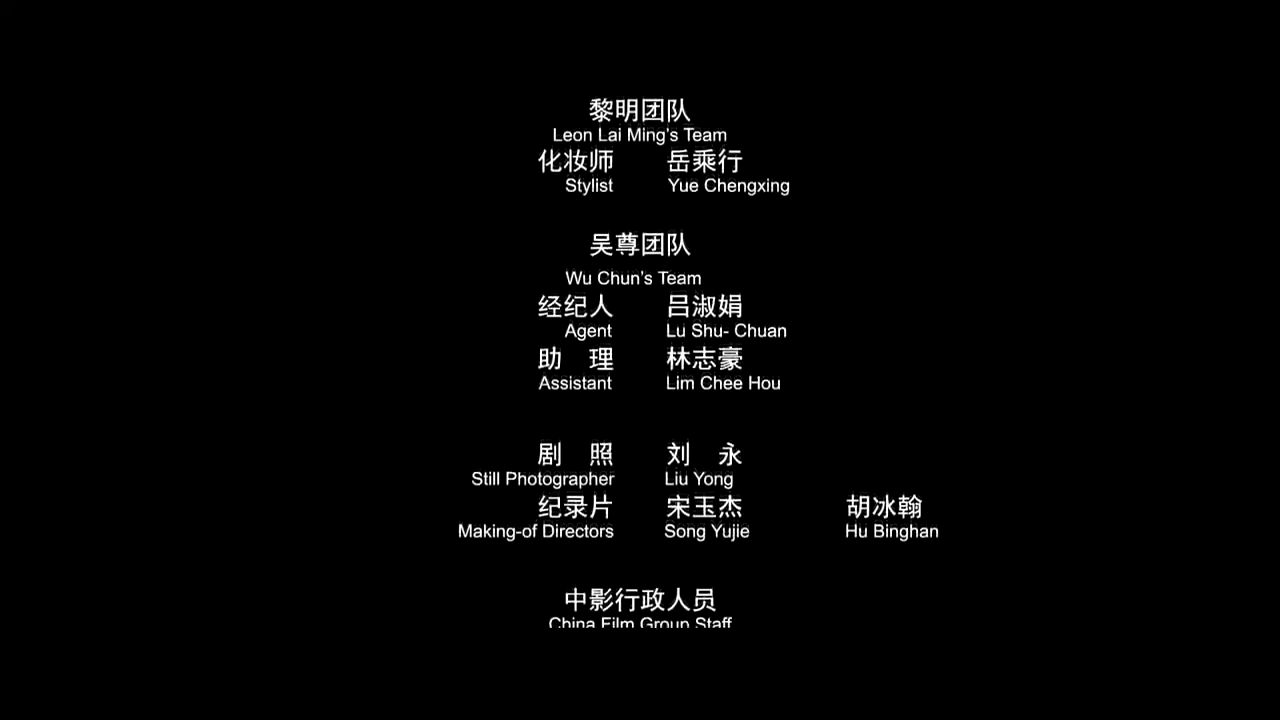 黎明团队
Leon Lai Ming's Team
化妆师 岳乘行
Stylist Yue Chengxing
吴尊团队
Wu Chun's Team
经纪人 吕淑娟
Agent Lu Shu- Chuan
助 理 林志豪
Assistant Lim Chee Hou
剧 照 刘 永
Still Photographer Liu Yong
纪录片 宋玉杰 胡冰翰
Making-of Directors Song Yujie Hu Binghan
中影行政人员
China Film Group Staff